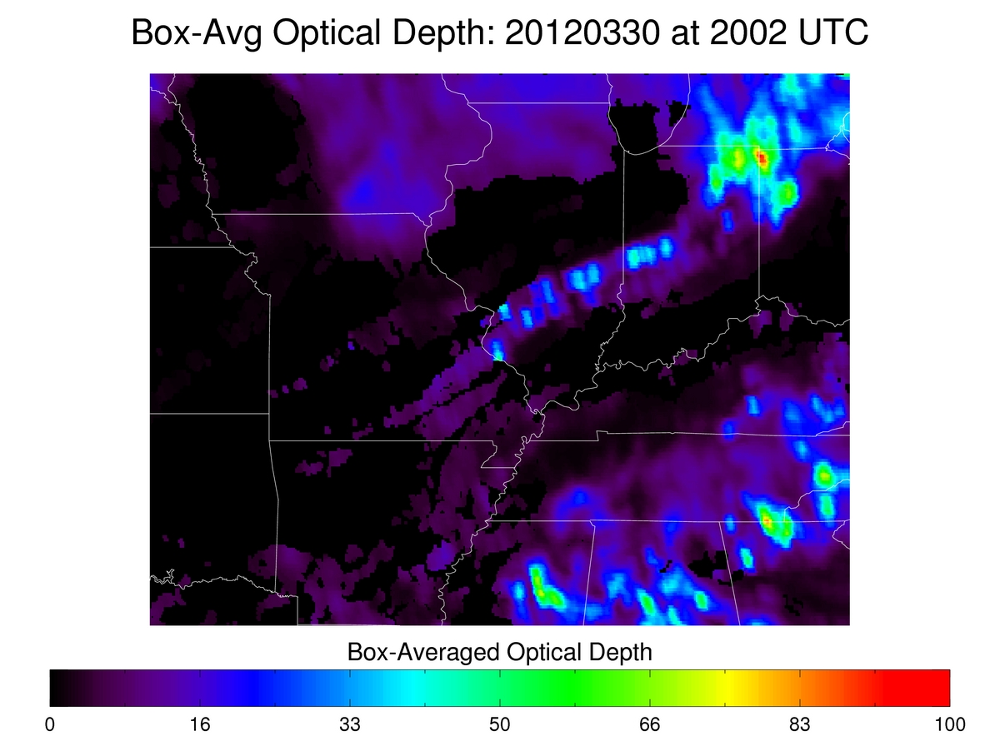 Box-Avg Optical Depth: 20120330 at 2002 UTC
Box-Averaged Optical Depth
0 16 33 50 66 83 100